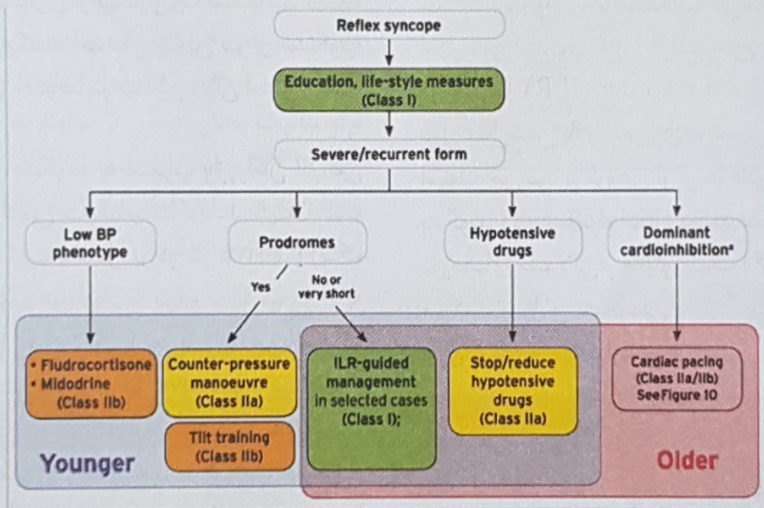 Reflex syncope
Education, life-style measures
(Class I)
Severe/recurrent form
Low BP
phenotype
Prodromes
Hypotensive
drugs
Dominant
cardioinhibitionª
Yes
No or
very short
• Fludrocortisone
• Midodrine
(Class IIb)
Counter-pressure
manoeuvre
(Class IIa)
Tilt training
(Class IIb)
ILR-guided
management
in selected cases
(Class I);
Stop/reduce
hypotensive
drugs
(Class IIa)
Cardiac pacing
(Class IIa/IIb)
See Figure 10
Younger
Older